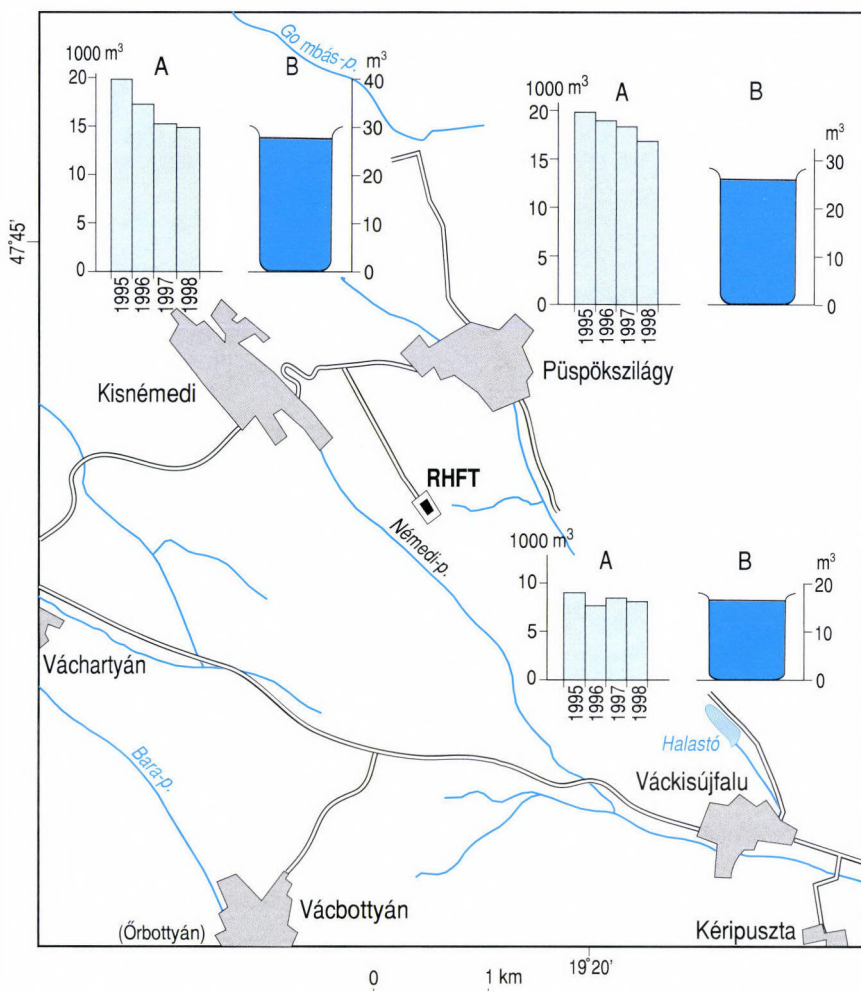 Gombás-p.
1000 m³
A
B
m³
20
15
10
5
0
40
30
20
10
0
1995
1996
1997
1998
1000 m³
A
B
m³
20
15
10
5
0
30
20
10
0
1995
1996
1997
1998
47°45'
Kisnémedi
Püspökszilágy
RHFT
Némedi-p.
1000 m³
A
B
m³
10
5
0
20
10
0
1995
1996
1997
1998
Váchartyán
Halastó
Bara-p.
Váckisújfalu
Vácbottyán
(Őrbottyán)
Kéripuszta
19°20'
0 1 km